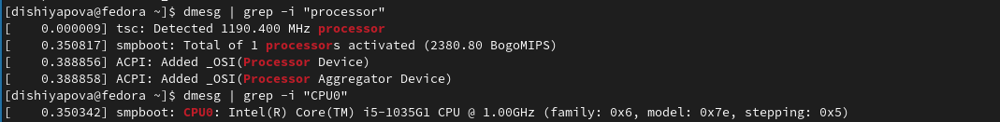 [dishiyapova@fedora ~]$ dmesg | grep -i "processor"
[    0.000009] tsc: Detected 1190.400 MHz processor
[    0.350817] smpboot: Total of 1 processors activated (2380.80 BogoMIPS)
[    0.388856] ACPI: Added _OSI(Processor Device)
[    0.388858] ACPI: Added _OSI(Processor Aggregator Device)
[dishiyapova@fedora ~]$ dmesg | grep -i "CPU0"
[    0.350342] smpboot: CPU0: Intel(R) Core(TM) i5-1035G1 CPU @ 1.00GHz (family: 0x6, model: 0x7e, stepping: 0x5)